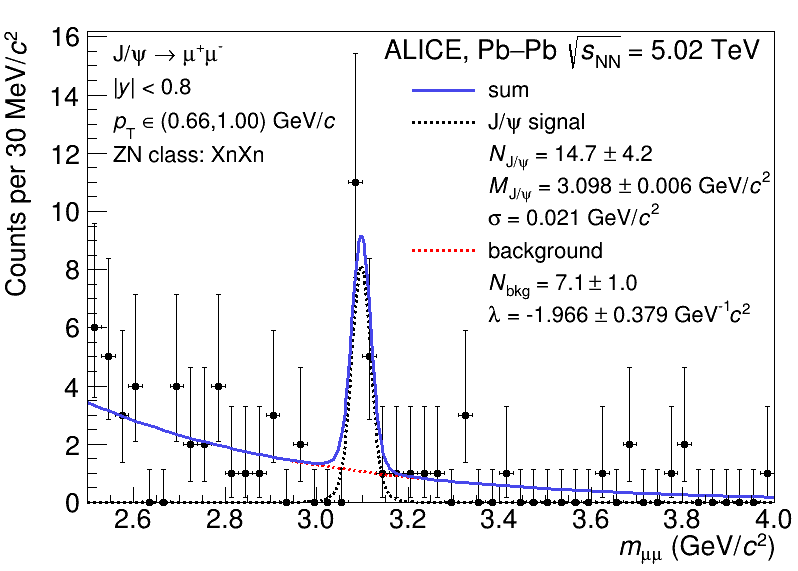 Counts per 30 MeV/c²
16
14
12
10
8
6
4
2
0
J/ψ → μ⁺μ⁻
|y| < 0.8
p_T ∈ (0.66,1.00) GeV/c
ZN class: XnXn
ALICE, Pb–Pb √s_NN = 5.02 TeV
sum
J/ψ signal
N_J/ψ = 14.7 ± 4.2
M_J/ψ = 3.098 ± 0.006 GeV/c²
σ = 0.021 GeV/c²
background
N_bkg = 7.1 ± 1.0
λ = -1.966 ± 0.379 GeV⁻¹c²
2.6 2.8 3.0 3.2 3.4 3.6 3.8 4.0
m_μμ (GeV/c²)